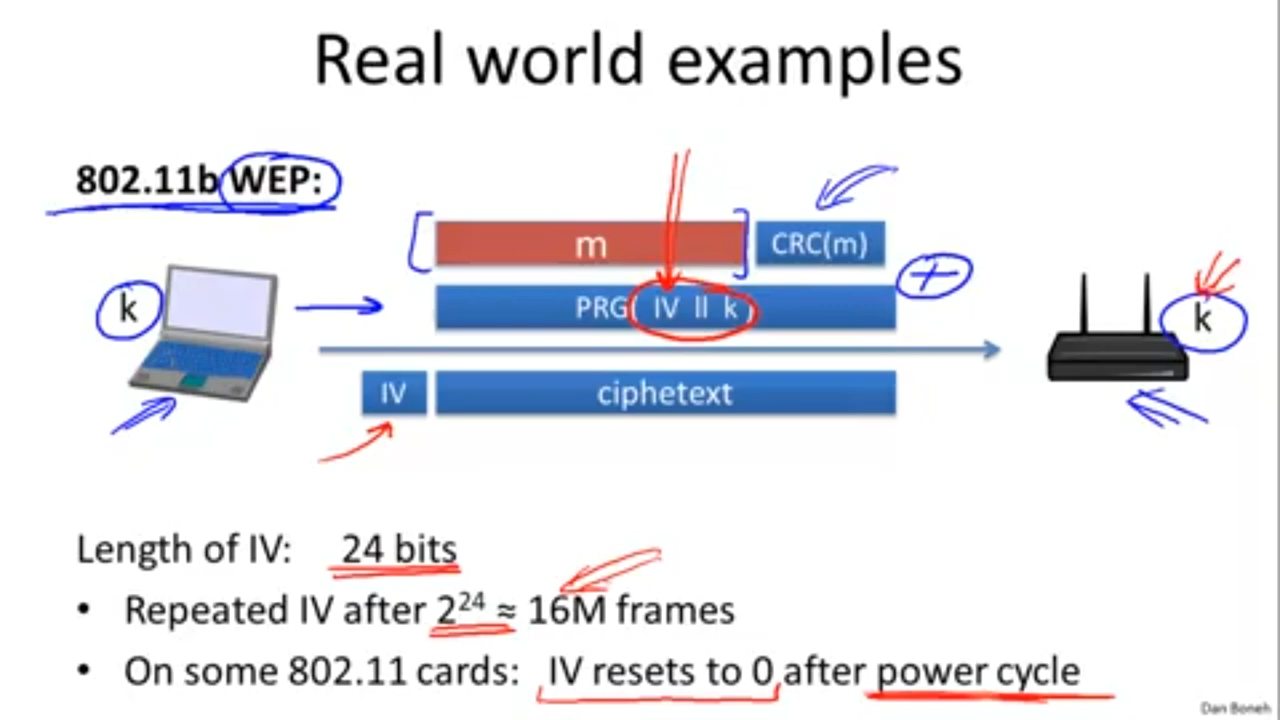 Real world examples
802.11b WEP:
m
CRC(m)
k
PRG( IV ll k )
+
k
IV
ciphetext
Length of IV: 24 bits
• Repeated IV after 2²⁴ ≈ 16M frames
• On some 802.11 cards: IV resets to 0 after power cycle
Dan Boneh